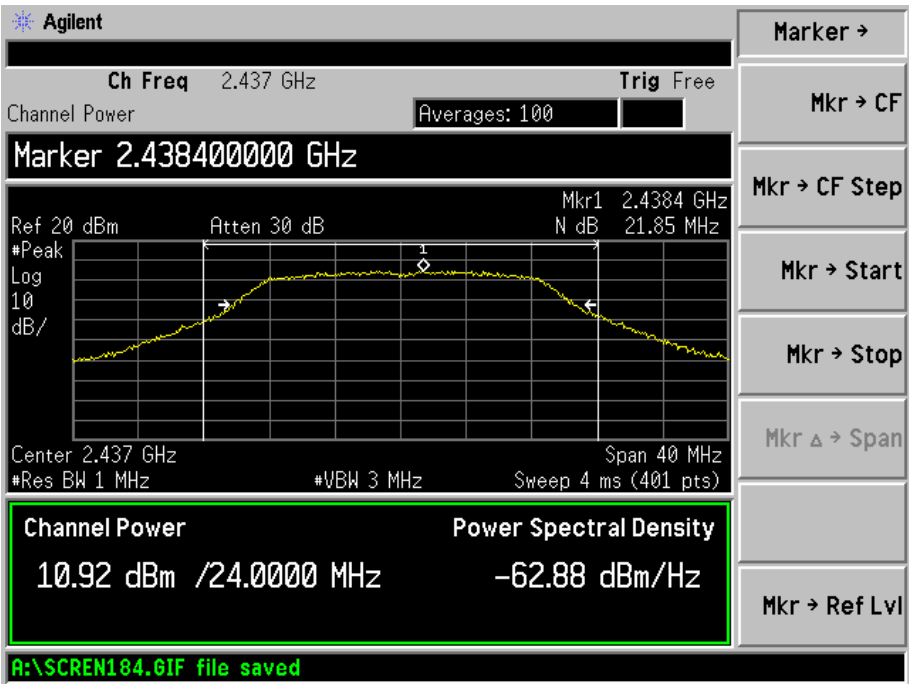 Agilent
Ch Freq 2.437 GHz Trig Free
Channel Power Averages: 100
Marker 2.438400000 GHz
Mkr1 2.4384 GHz
Ref 20 dBm Atten 30 dB N dB 21.85 MHz
#Peak
Log
10
dB/
1
Center 2.437 GHz Span 40 MHz
#Res BW 1 MHz #VBW 3 MHz Sweep 4 ms (401 pts)
Channel Power Power Spectral Density
10.92 dBm /24.0000 MHz -62.88 dBm/Hz
A:\SCREN184.GIF file saved
Marker →
Mkr → CF
Mkr → CF Step
Mkr → Start
Mkr → Stop
Mkr Δ → Span
Mkr → Ref Lvl